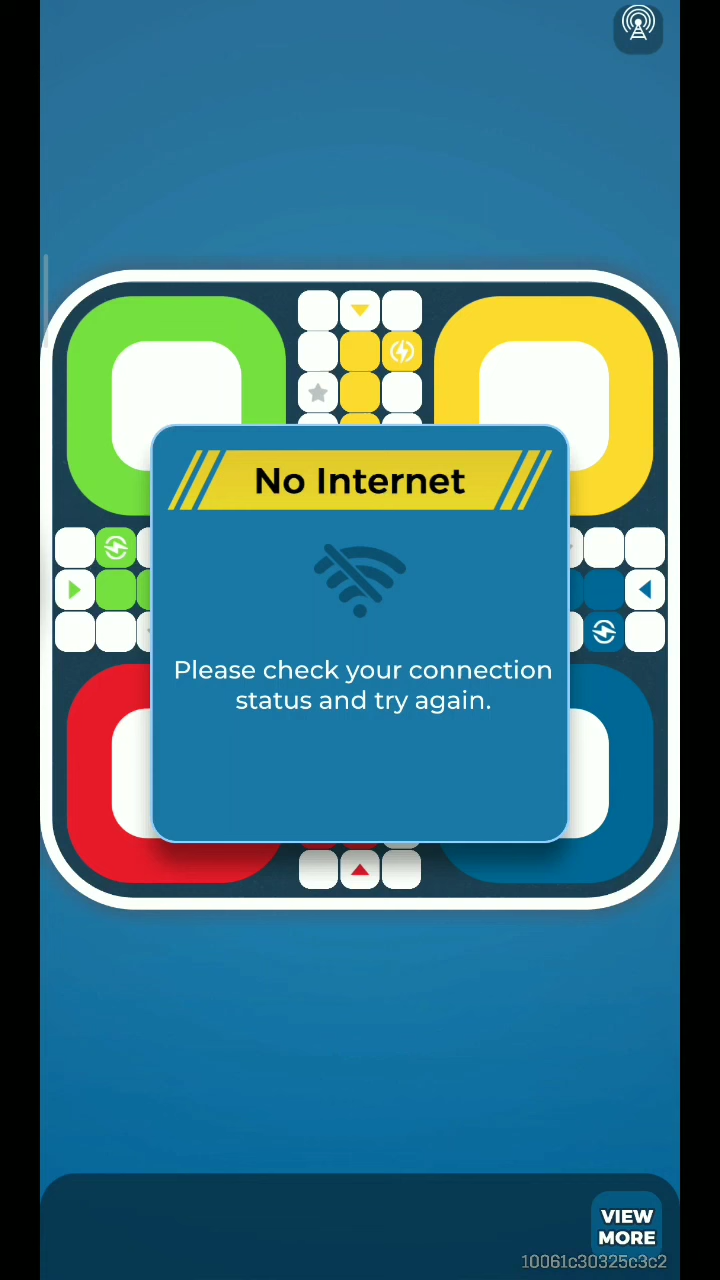 No Internet
Please check your connection
status and try again.
VIEW
MORE
10061c30325c3c2